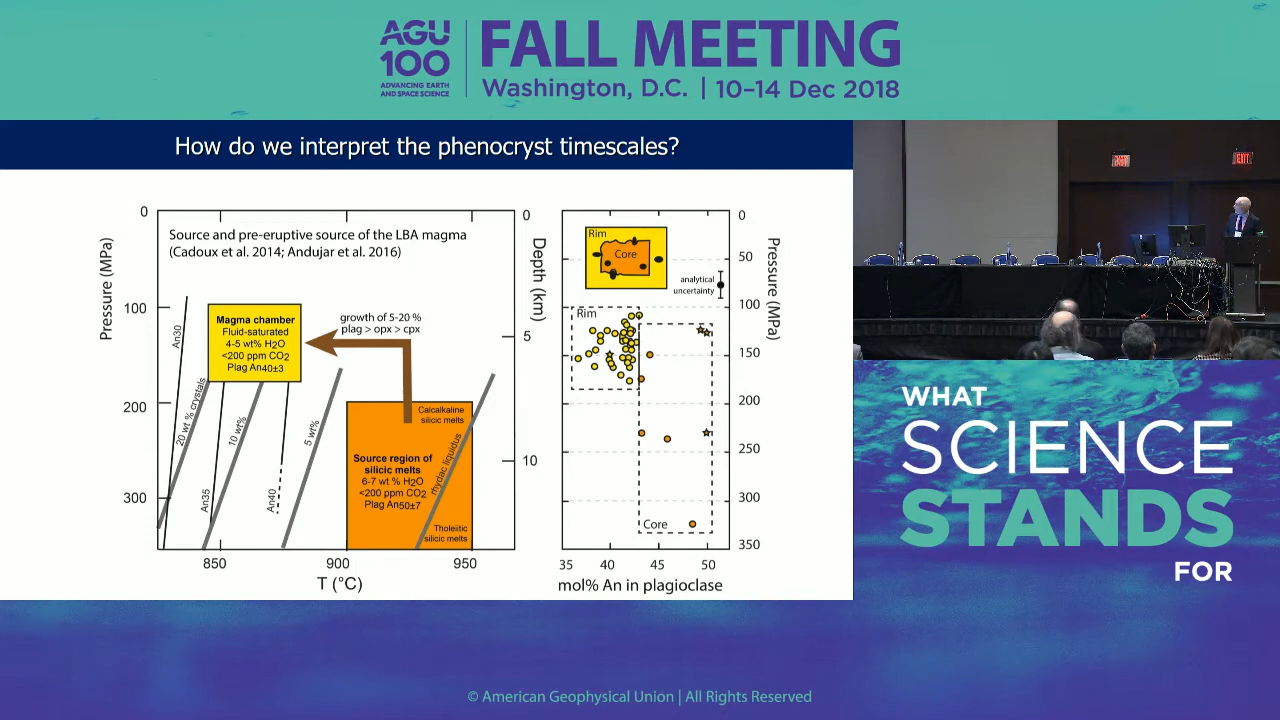 AGU
100
ADVANCING EARTH
AND SPACE SCIENCE
FALL MEETING
Washington, D.C. | 10–14 Dec 2018
How do we interpret the phenocryst timescales?
Source and pre-eruptive source of the LBA magma
(Cadoux et al. 2014; Andujar et al. 2016)
Pressure (MPa)
0
100
200
300
850
900
950
T (°C)
0
5
10
Depth (km)
Magma chamber
Fluid-saturated
4-5 wt% H2O
<200 ppm CO2
Plag An40±3
growth of 5-20 %
plag > opx > cpx
An30
20 wt % crystals
10 wt%
5 wt%
An35
An40
Calcalkaline
silicic melts
Source region of
silicic melts
6-7 wt % H2O
<200 ppm CO2
Plag An50±7
rhydac liquidus
Tholeiitic
silicic melts
Rim
Core
analytical
uncertainty
Rim
Core
0
50
100
150
200
250
300
350
Pressure (MPa)
35
40
45
50
mol% An in plagioclase
EXIT
WHAT
SCIENCE
STANDS
FOR
© American Geophysical Union | All Rights Reserved